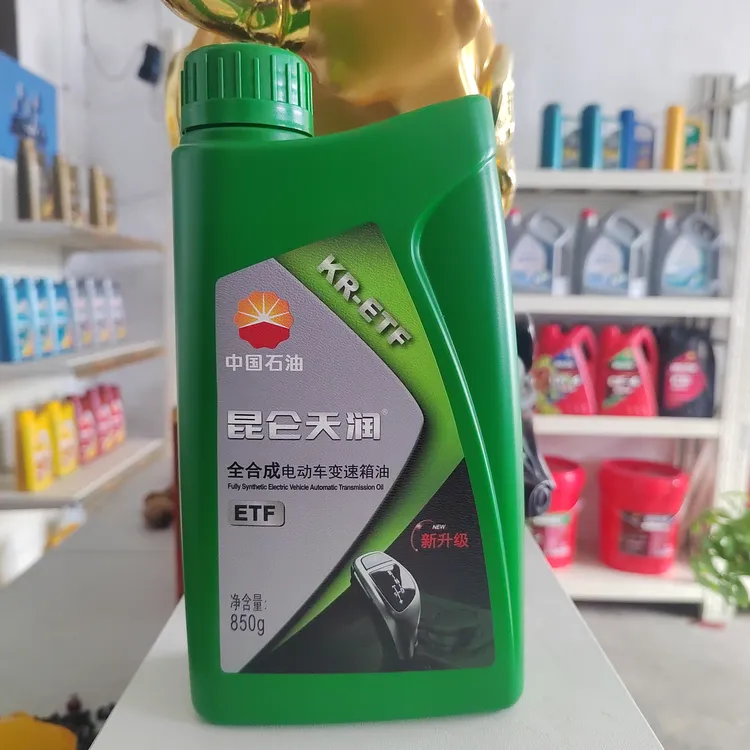 KR-ETF
中国石油
昆仑天润®
全合成电动车变速箱油
Fully Synthetic Electric Vehicle Automatic Transmission Oil
ETF
NEW
新升级
净含量:
850g